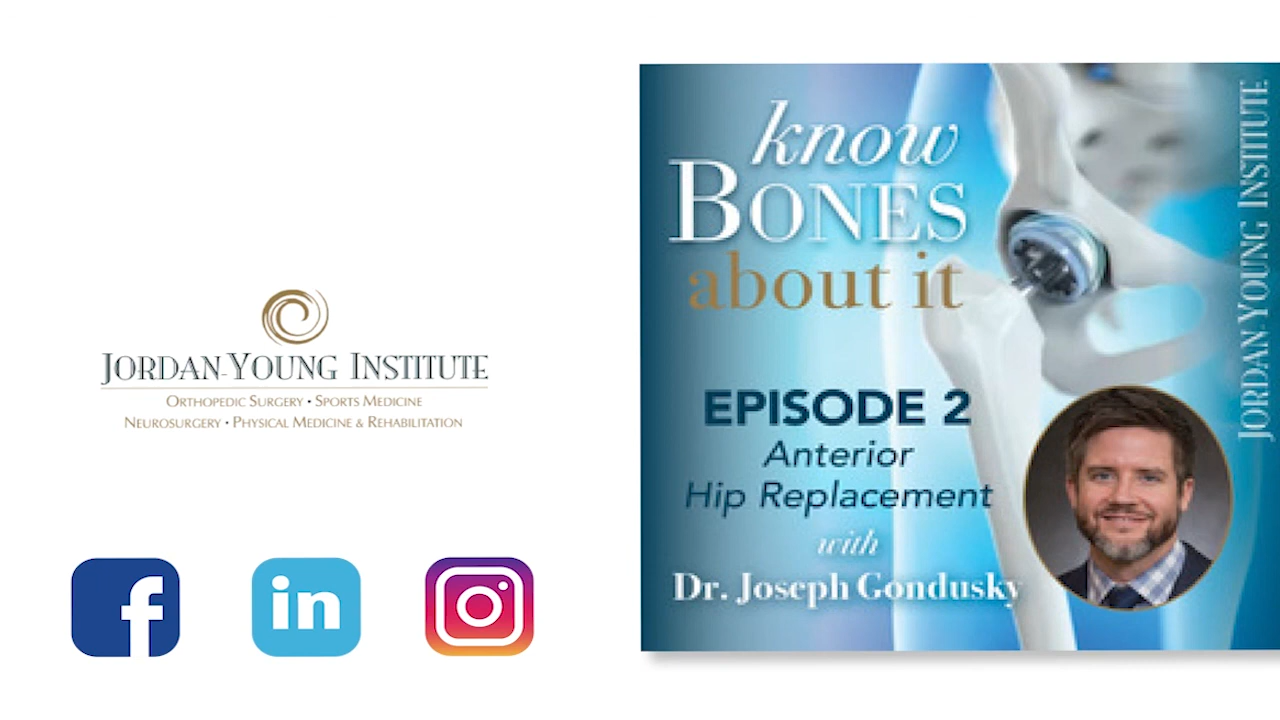 JORDAN-YOUNG INSTITUTE
ORTHOPEDIC SURGERY • SPORTS MEDICINE
NEUROSURGERY • PHYSICAL MEDICINE & REHABILITATION
f
in
know
BONES
about it
EPISODE 2
Anterior
Hip Replacement
with
Dr. Joseph Gondusky
JORDAN-YOUNG INSTITUTE